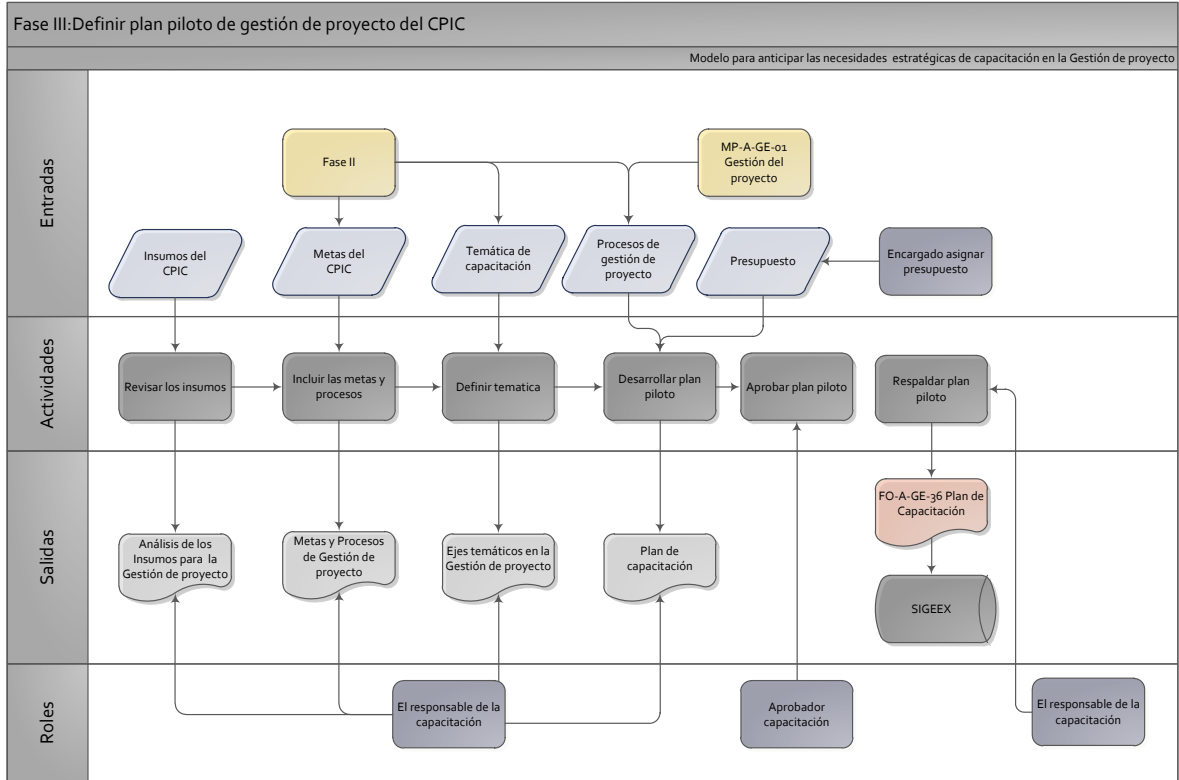 Fase III:Definir plan piloto de gestión de proyecto del CPIC
Modelo para anticipar las necesidades estratégicas de capacitación en la Gestión de proyecto
Entradas
Fase II
MP-A-GE-01
Gestión del
proyecto
Insumos del
CPIC
Metas del
CPIC
Temática de
capacitación
Procesos de
gestión de
proyecto
Presupuesto
Encargado asignar
presupuesto
Actividades
Revisar los insumos
Incluir las metas y
procesos
Definir tematica
Desarrollar plan
piloto
Aprobar plan piloto
Respaldar plan
piloto
Salidas
Análisis de los
Insumos para la
Gestión de proyecto
Metas y Procesos
de Gestión de
proyecto
Ejes temáticos en la
Gestión de proyecto
Plan de
capacitación
FO-A-GE-36 Plan de
Capacitación
SIGEEX
Roles
El responsable de la
capacitación
Aprobador
capacitación
El responsable de la
capacitación